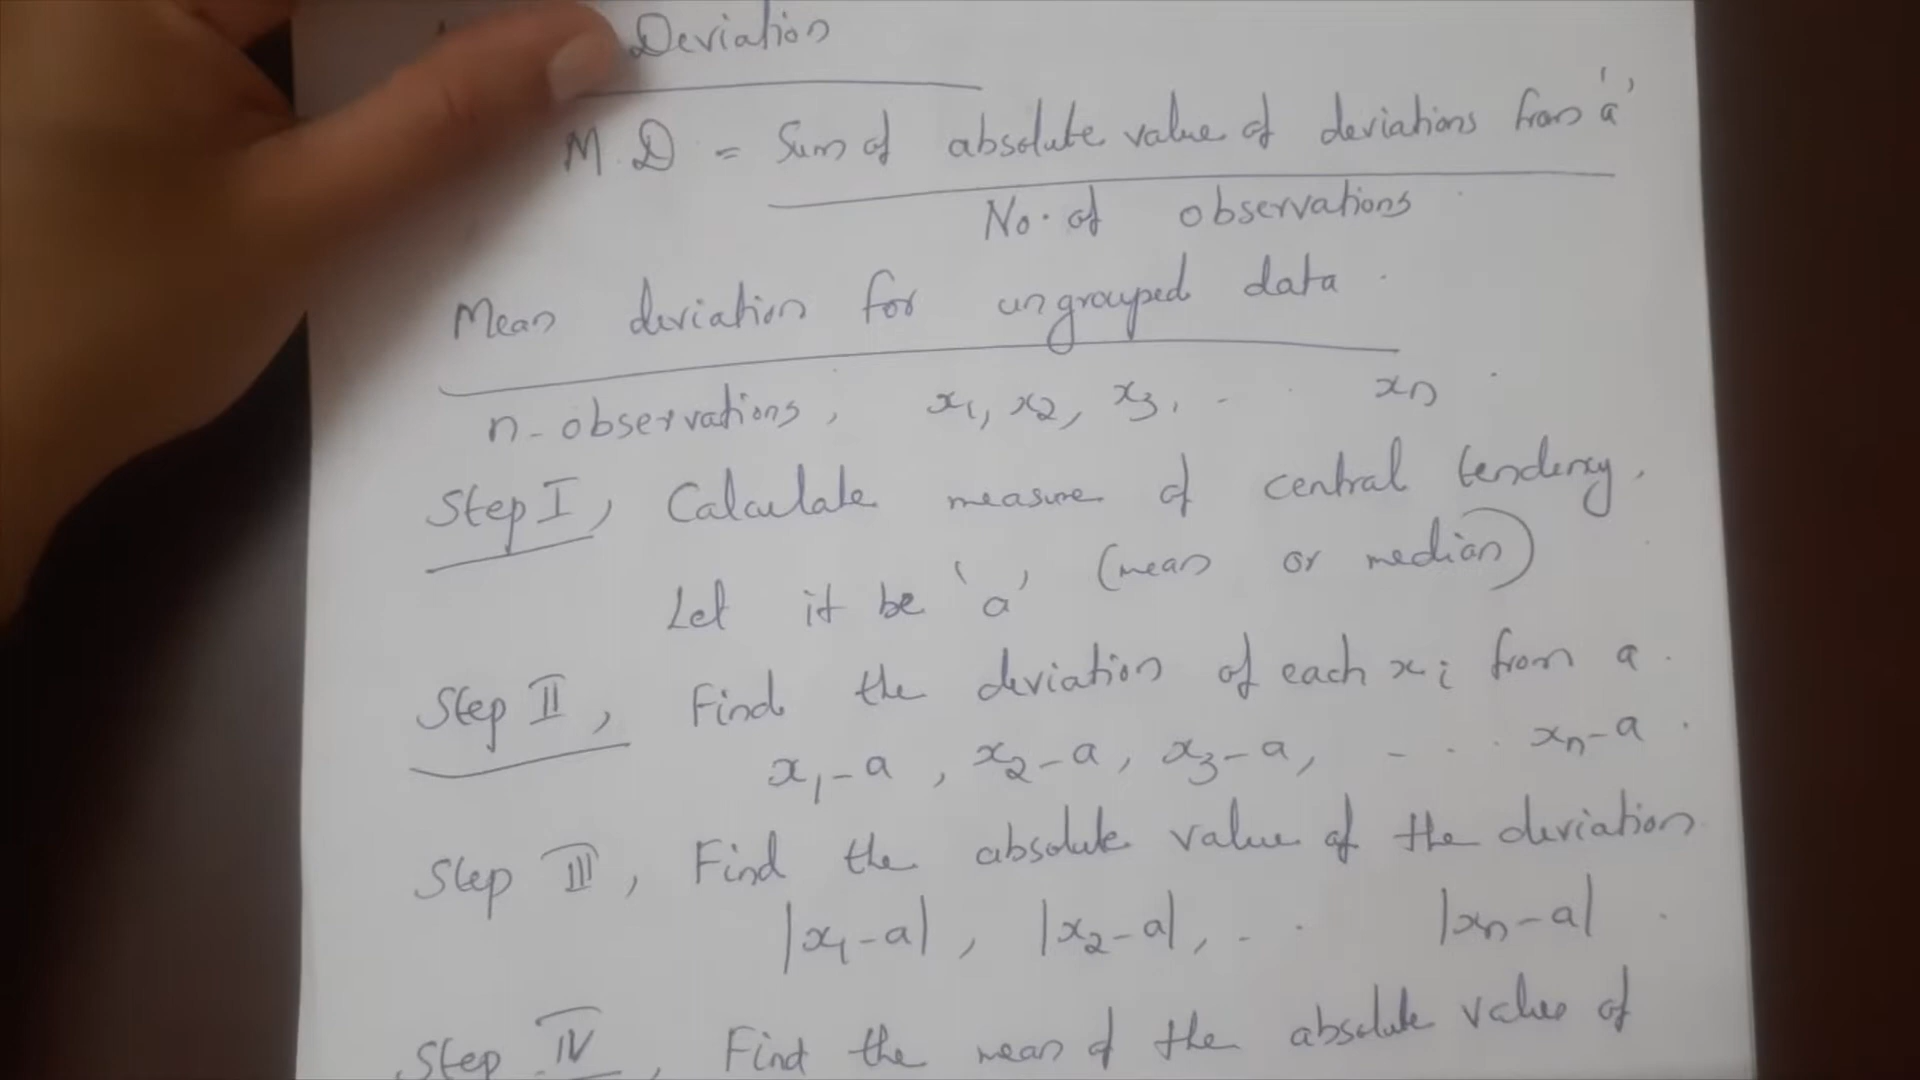 Deviation
M.D = Sum of absolute value of deviations from 'a'
No. of observations
Mean deviation for ungrouped data.
n-observations, x1, x2, x3, . . xn.
Step I, Calculate measure of central tendency.
Let it be 'a' (mean or median)
Step II, Find the deviation of each xi from a.
x1-a, x2-a, x3-a, - . . xn-a.
Step III, Find the absolute value of the deviation
|x1-a|, |x2-a|, . . |xn-a|.
Step IV, Find the mean of the absolute value of